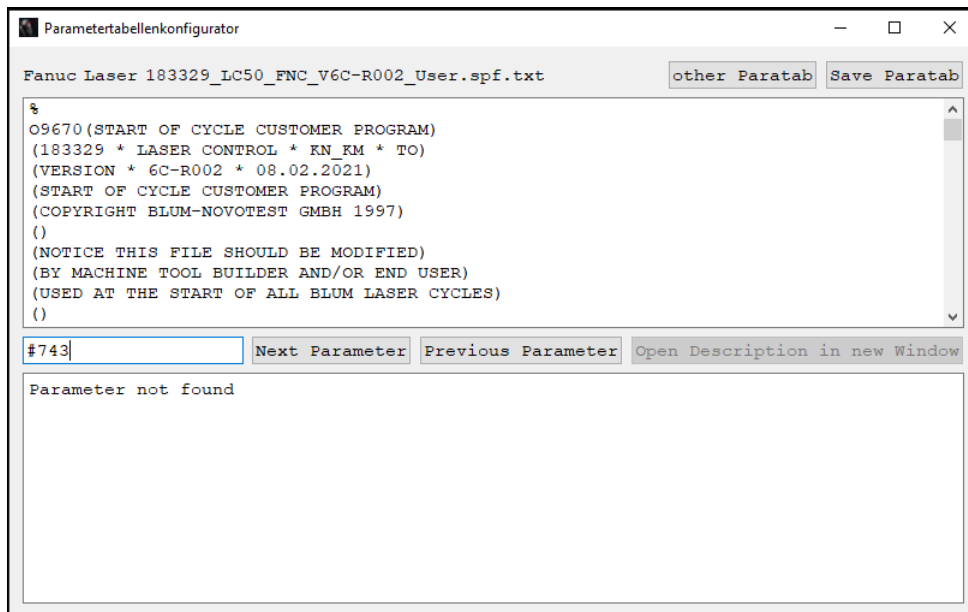 Parametertabellenkonfigurator
Fanuc Laser 183329_LC50_FNC_V6C-R002_User.spf.txt other Paratab Save Paratab
%
O9670(START OF CYCLE CUSTOMER PROGRAM)
(183329 * LASER CONTROL * KN_KM * TO)
(VERSION * 6C-R002 * 08.02.2021)
(START OF CYCLE CUSTOMER PROGRAM)
(COPYRIGHT BLUM-NOVOTEST GMBH 1997)
()
(NOTICE THIS FILE SHOULD BE MODIFIED)
(BY MACHINE TOOL BUILDER AND/OR END USER)
(USED AT THE START OF ALL BLUM LASER CYCLES)
()
#743 Next Parameter Previous Parameter Open Description in new Window
Parameter not found